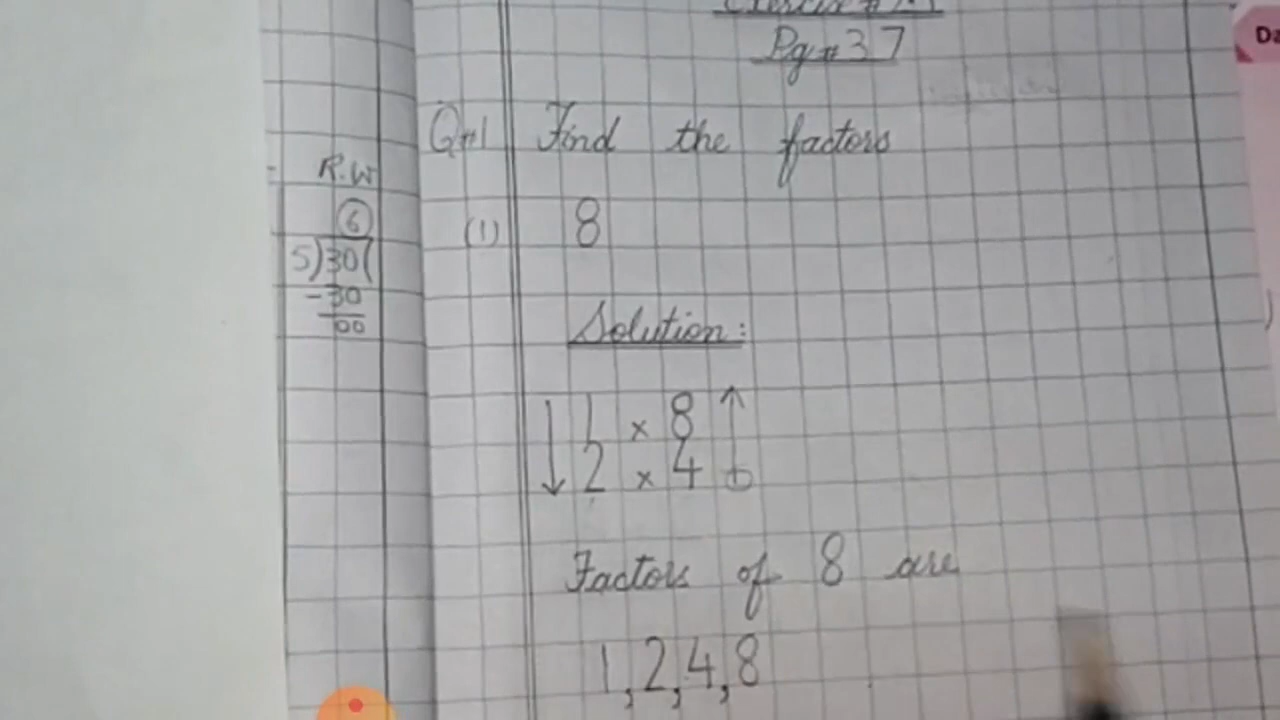 Pg # 37
Q#1 Find the factors
R.W
6
5)30(
-30
00
(1) 8
Solution:
↓ 1 × 8 ↑
2 × 4
Factors of 8 are
1, 2, 4, 8